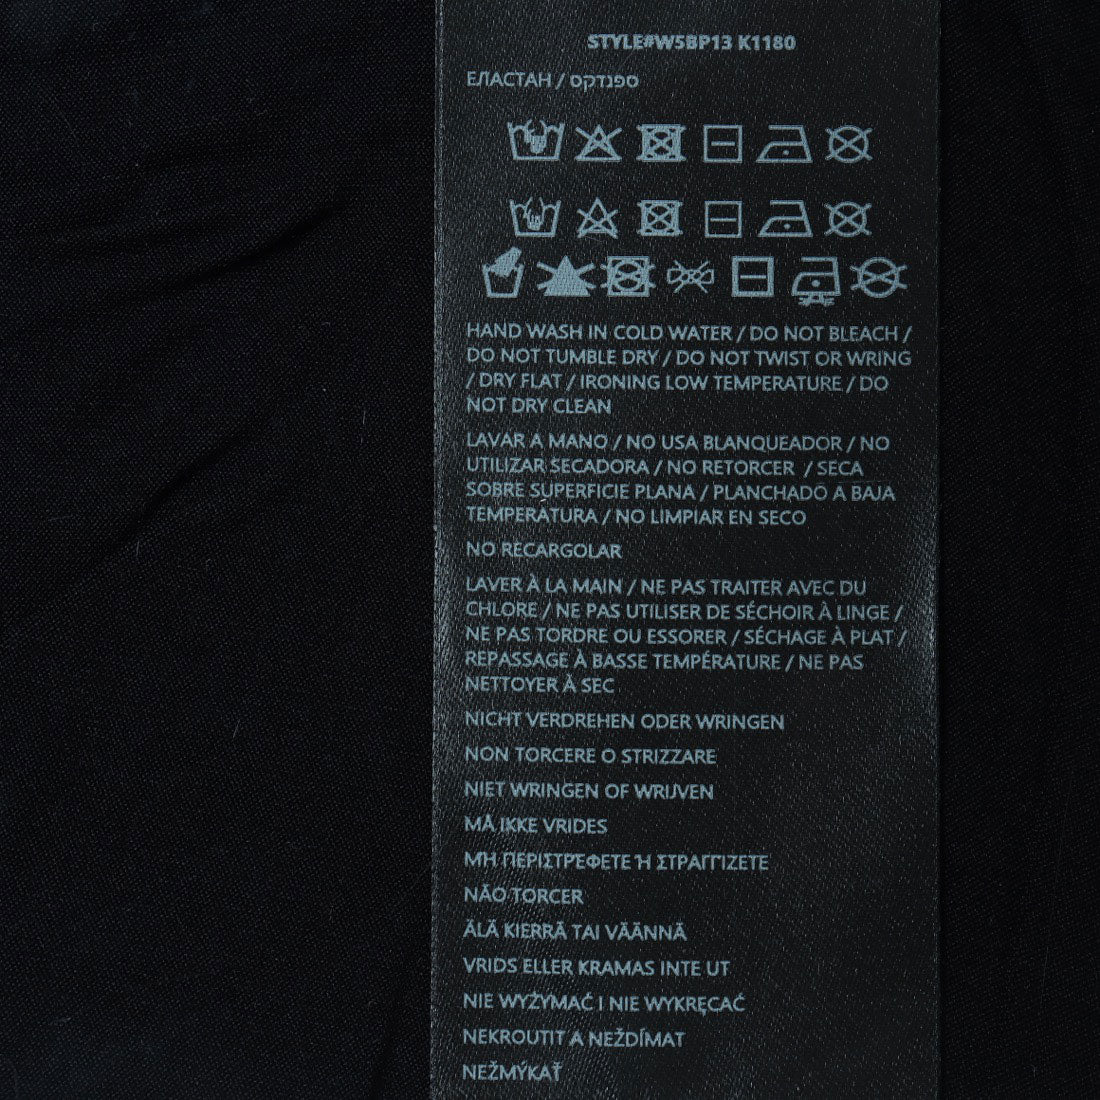 STYLE#W5BP13 K1180
ЕЛАСТАН / ספנדקס
HAND WASH IN COLD WATER / DO NOT BLEACH /
DO NOT TUMBLE DRY / DO NOT TWIST OR WRING
/ DRY FLAT / IRONING LOW TEMPERATURE / DO
NOT DRY CLEAN
LAVAR A MANO / NO USA BLANQUEADOR / NO
UTILIZAR SECADORA / NO RETORCER / SECA
SOBRE SUPERFICIE PLANA / PLANCHADO A BAJA
TEMPERATURA / NO LIMPIAR EN SECO
NO RECARGOLAR
LAVER À LA MAIN / NE PAS TRAITER AVEC DU
CHLORE / NE PAS UTILISER DE SÉCHOIR À LINGE /
NE PAS TORDRE OU ESSORER / SÉCHAGE À PLAT /
REPASSAGE À BASSE TEMPÉRATURE / NE PAS
NETTOYER À SEC
NICHT VERDREHEN ODER WRINGEN
NON TORCERE O STRIZZARE
NIET WRINGEN OF WRIJVEN
MÅ IKKE VRIDES
ΜΉ ΠΕΡΙΣΤΡΈΦΕΤΕ Ή ΣΤΡΑΓΓΊΖΕΤΕ
NÃO TORCER
ÄLÄ KIERRÄ TAI VÄÄNNÄ
VRIDS ELLER KRAMAS INTE UT
NIE WYŻYMAĆ I NIE WYKRĘCAĆ
NEKROUTIT A NEŽDÍMAT
NEŽMÝKAŤ